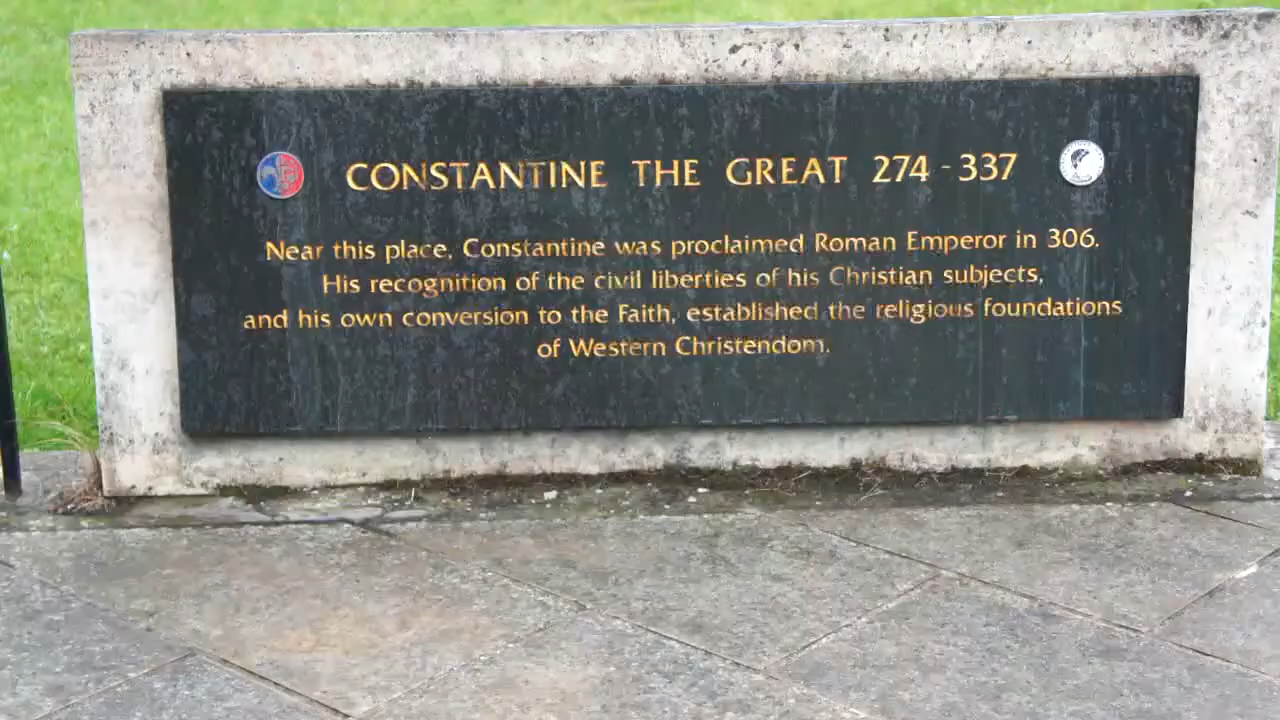 CONSTANTINE THE GREAT 274 - 337
Near this place, Constantine was proclaimed Roman Emperor in 306.
His recognition of the civil liberties of his Christian subjects,
and his own conversion to the Faith, established the religious foundations
of Western Christendom.